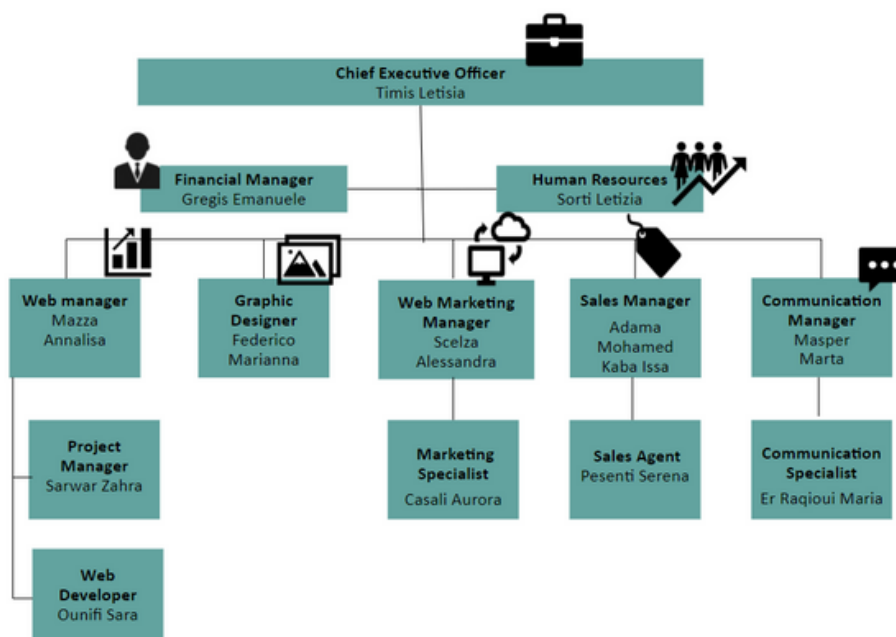 Chief Executive Officer
Timis Letisia
Financial Manager
Gregis Emanuele
Human Resources
Sorti Letizia
Web manager
Mazza
Annalisa
Graphic
Designer
Federico
Marianna
Web Marketing
Manager
Scelza
Alessandra
Sales Manager
Adama
Mohamed
Kaba Issa
Communication
Manager
Masper
Marta
Project
Manager
Sarwar Zahra
Marketing
Specialist
Casali Aurora
Sales Agent
Pesenti Serena
Communication
Specialist
Er Raqioui Maria
Web
Developer
Ounifi Sara